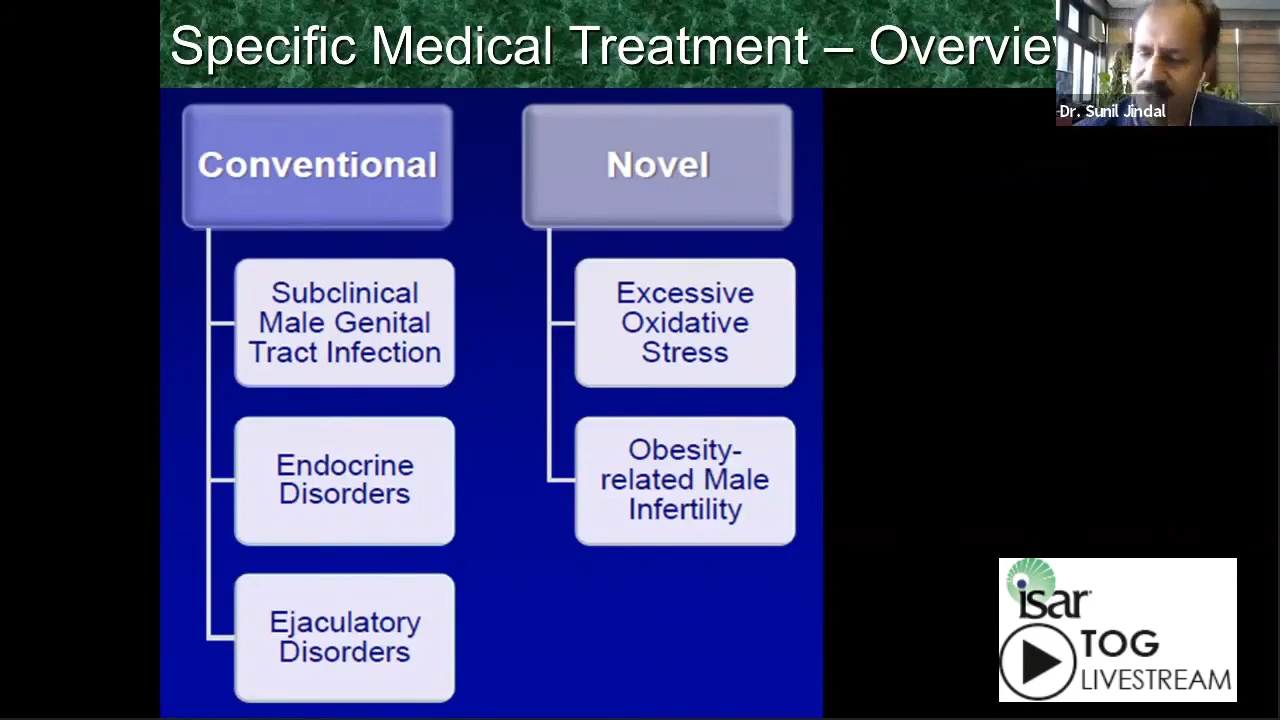 Specific Medical Treatment – Overvie
Dr. Sunil Jindal
Conventional
Subclinical
Male Genital
Tract Infection
Endocrine
Disorders
Ejaculatory
Disorders
Novel
Excessive
Oxidative
Stress
Obesity-
related Male
Infertility
isar
TOG
LIVESTREAM